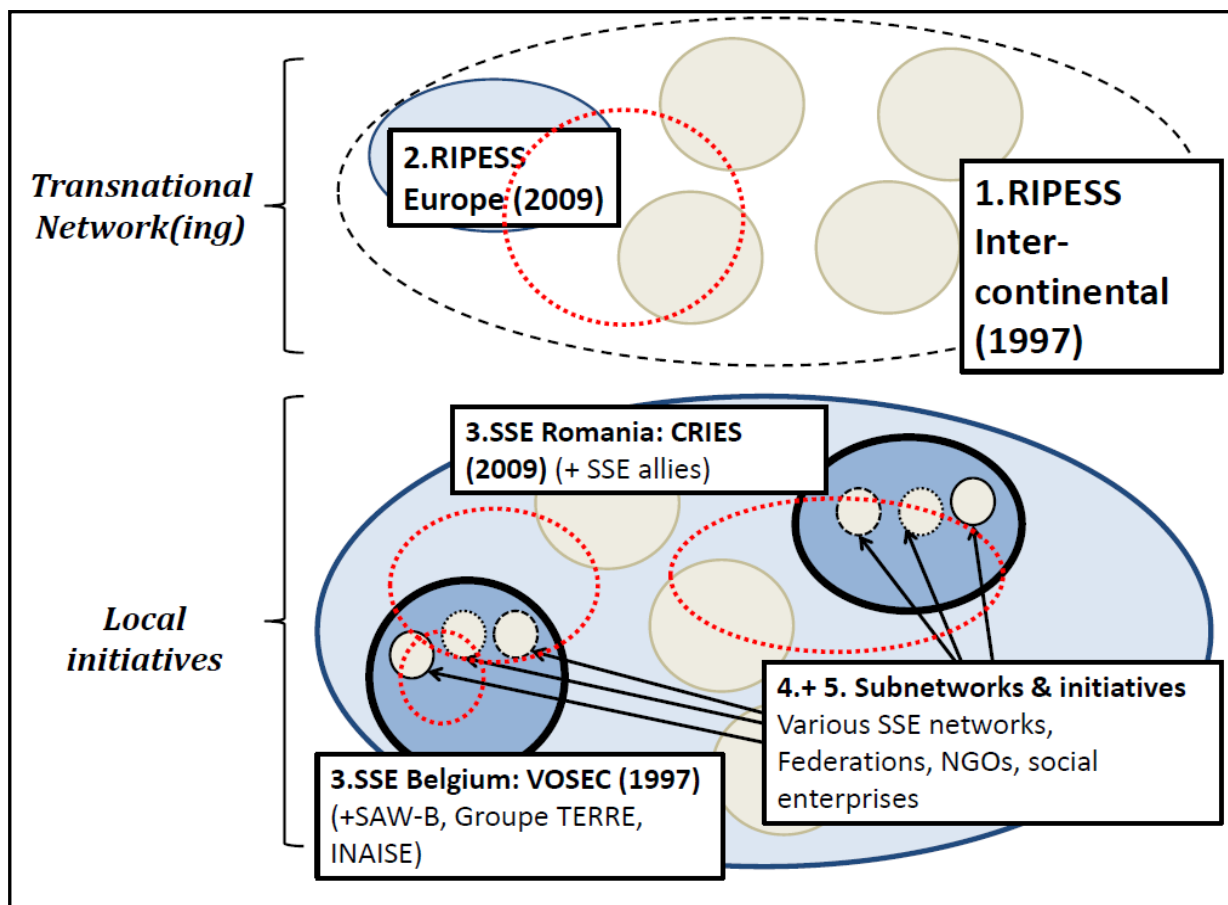 Transnational
Network(ing)
2.RIPESS
Europe (2009)
1.RIPESS
Inter-
continental
(1997)
Local
initiatives
3.SSE Romania: CRIES
(2009) (+ SSE allies)
3.SSE Belgium: VOSEC (1997)
(+SAW-B, Groupe TERRE,
INAISE)
4.+ 5. Subnetworks & initiatives
Various SSE networks,
Federations, NGOs, social
enterprises